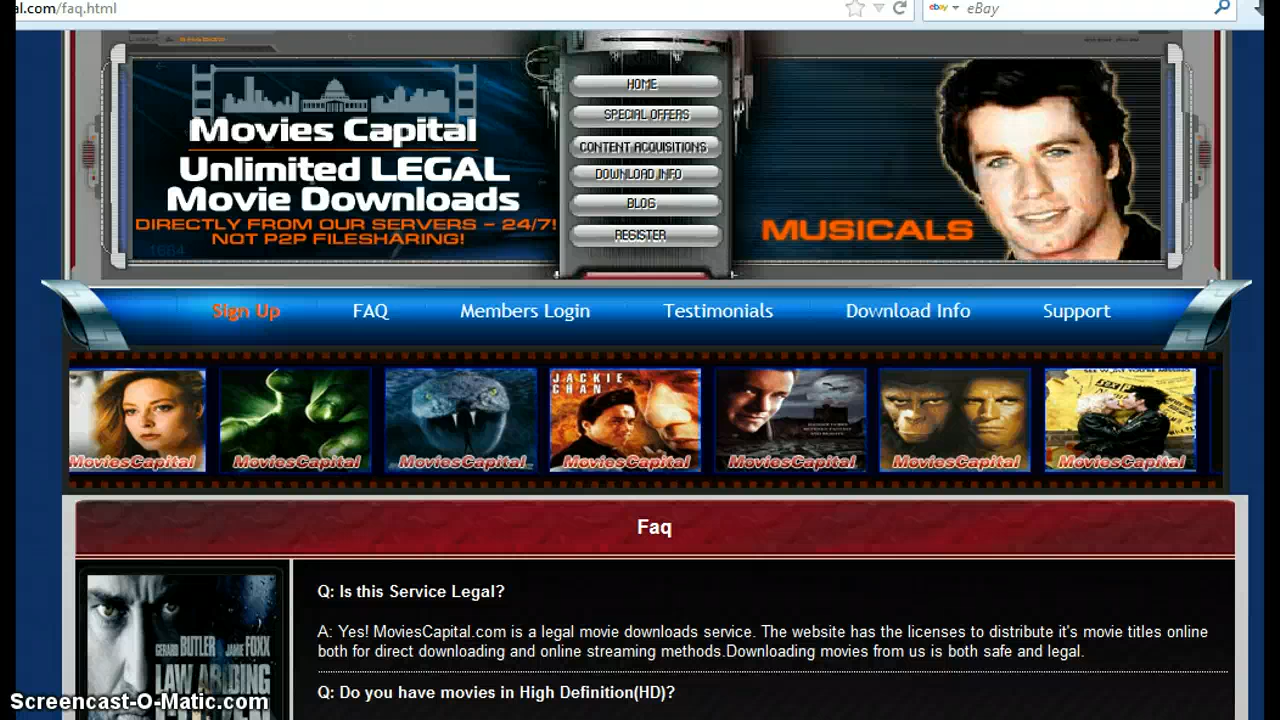 al.com/faq.html
ebay
eBay
Movies Capital
Unlimited LEGAL
Movie Downloads
DIRECTLY FROM OUR SERVERS - 24/7!
NOT P2P FILESHARING!
HOME
SPECIAL OFFERS
CONTENT ACQUISITIONS
DOWNLOAD INFO
BLOG
REGISTER
MUSICALS
Sign Up
FAQ
Members Login
Testimonials
Download Info
Support
JACKIE
CHAN
MoviesCapital
MoviesCapital
MoviesCapital
MoviesCapital
MoviesCapital
MoviesCapital
MoviesCapital
Faq
Q: Is this Service Legal?
A: Yes! MoviesCapital.com is a legal movie downloads service. The website has the licenses to distribute it's movie titles online
both for direct downloading and online streaming methods.Downloading movies from us is both safe and legal.
Q: Do you have movies in High Definition(HD)?
GERARD BUTLER JAMIE FOXX
LAW ABIDING
Screencast-O-Matic.com